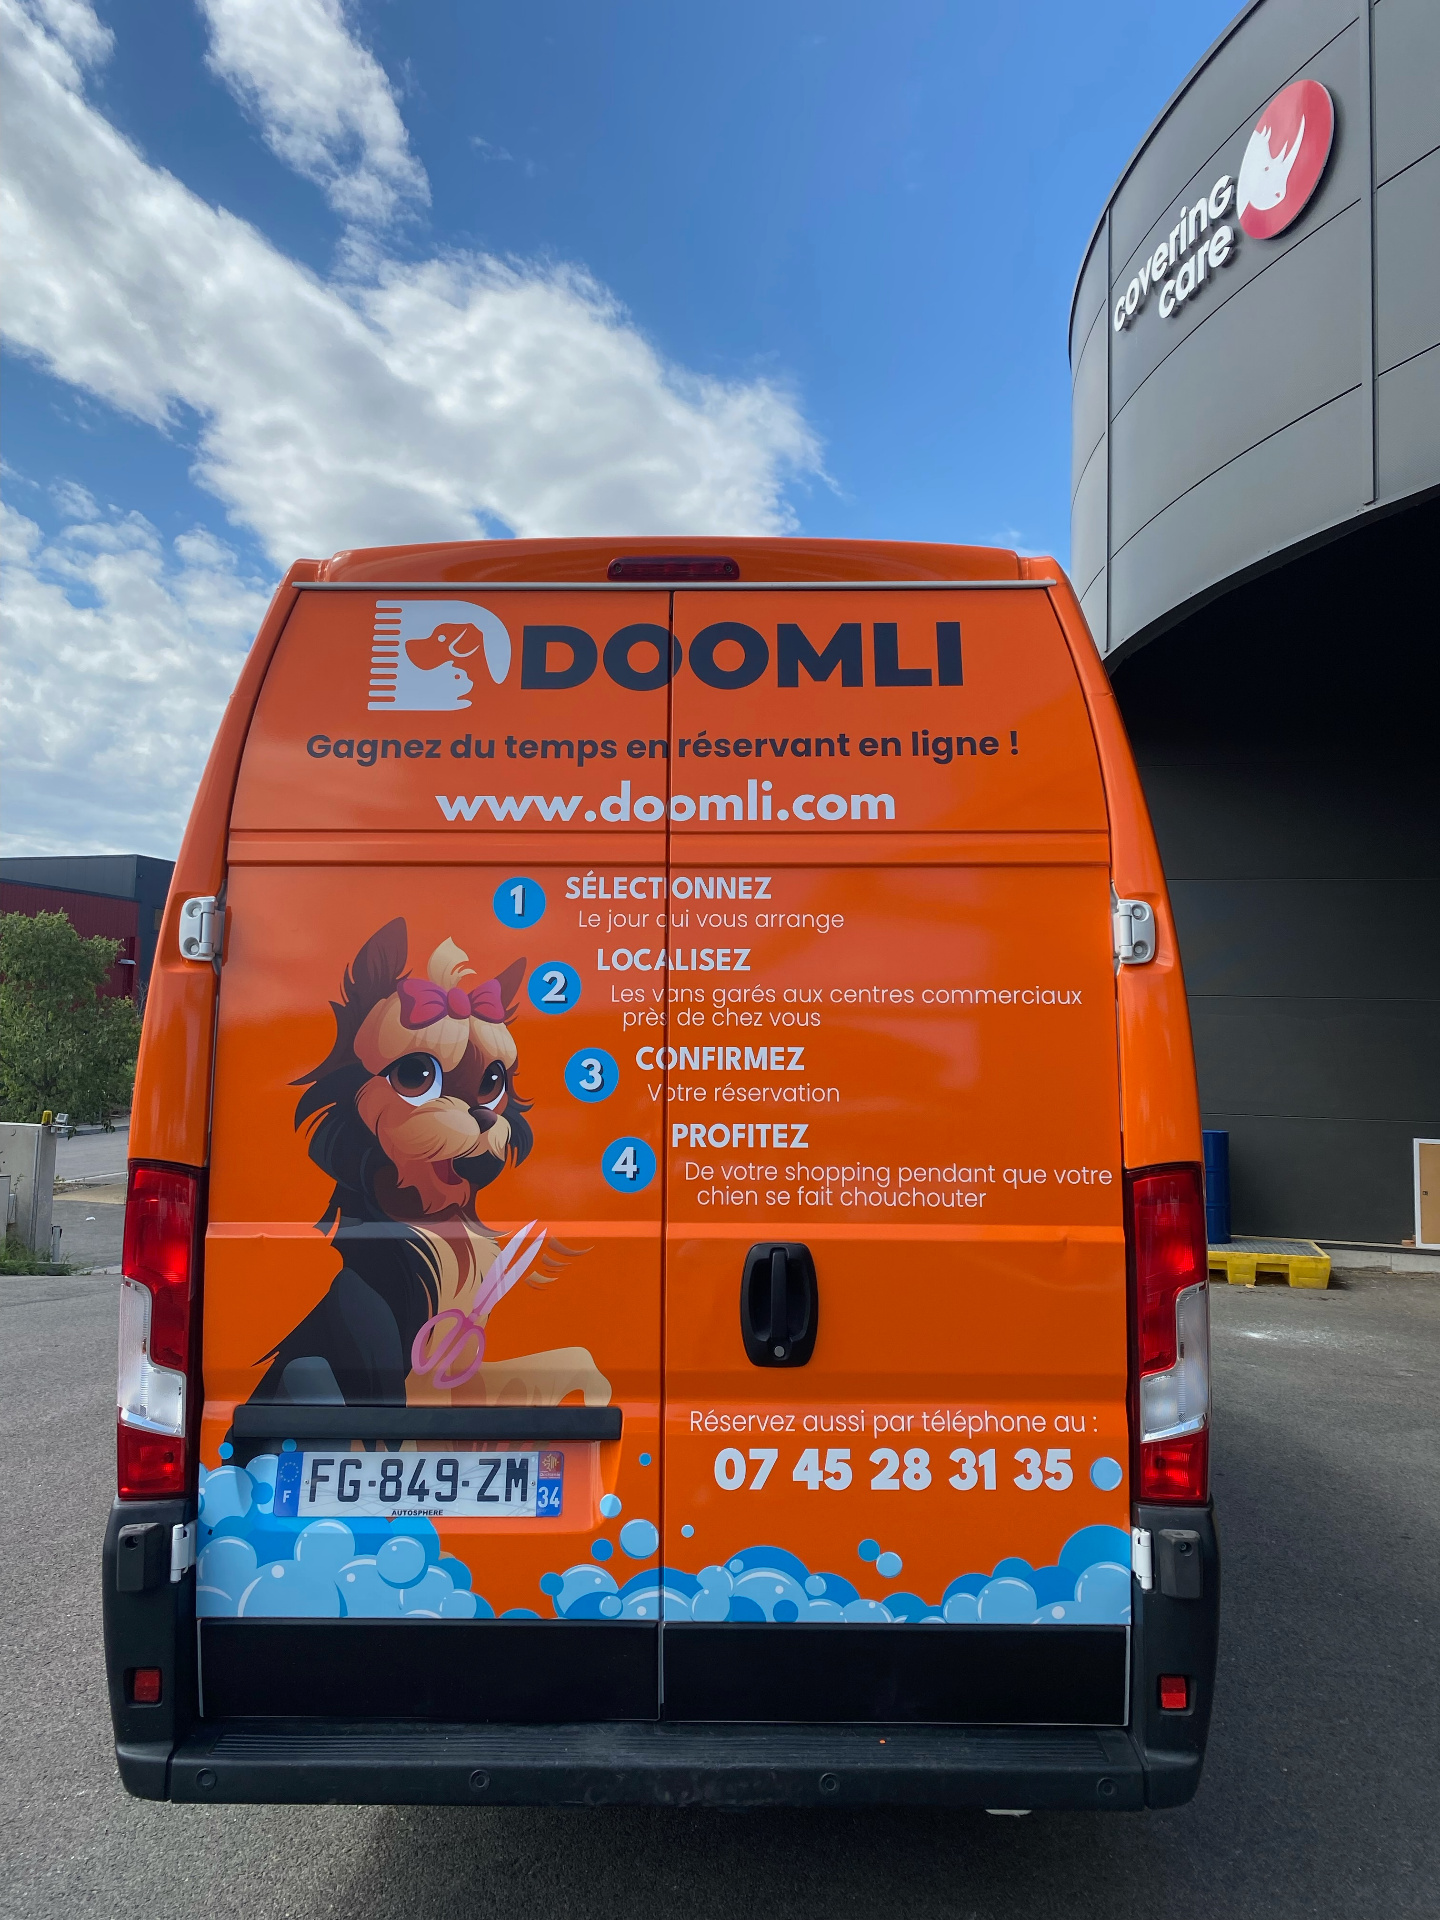 covering
care
DOOMLI
Gagnez du temps en réservant en ligne !
www.doomli.com
1 SÉLECTIONNEZ
Le jour qui vous arrange
2 LOCALISEZ
Les vans garés aux centres commerciaux
près de chez vous
3 CONFIRMEZ
Votre réservation
4 PROFITEZ
De votre shopping pendant que votre
chien se fait chouchouter
Réservez aussi par téléphone au :
07 45 28 31 35
F FG-849-ZM 34
AUTOSPHERE